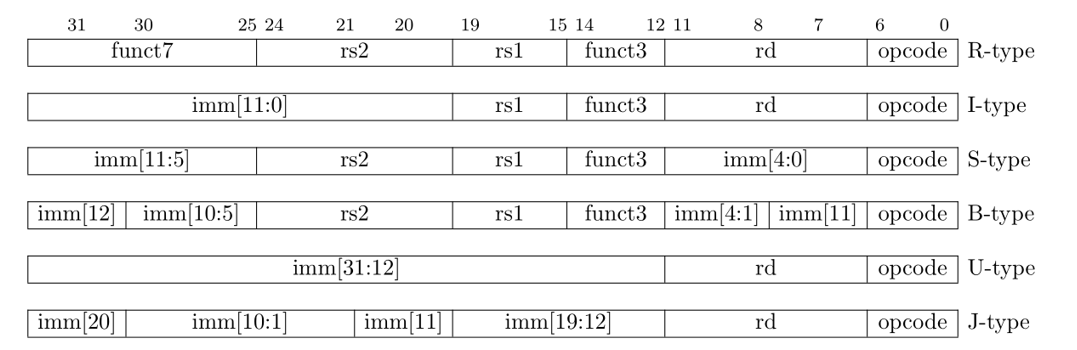 31 30 25 24 21 20 19 15 14 12 11 8 7 6 0
funct7 rs2 rs1 funct3 rd opcode R-type
imm[11:0] rs1 funct3 rd opcode I-type
imm[11:5] rs2 rs1 funct3 imm[4:0] opcode S-type
imm[12] imm[10:5] rs2 rs1 funct3 imm[4:1] imm[11] opcode B-type
imm[31:12] rd opcode U-type
imm[20] imm[10:1] imm[11] imm[19:12] rd opcode J-type